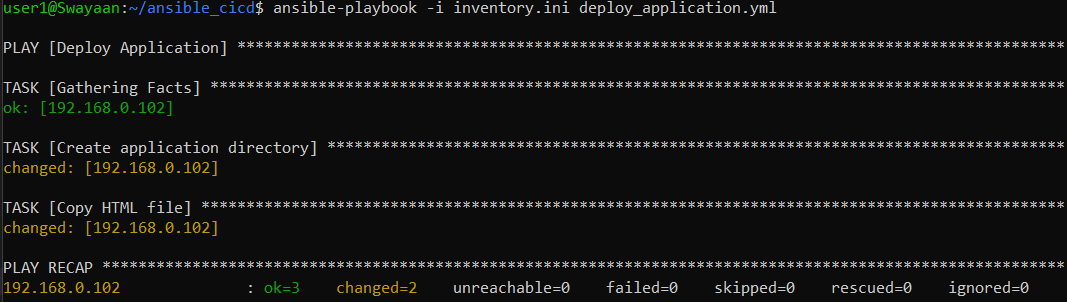 user1@Swayaan:~/ansible_cicd$ ansible-playbook -i inventory.ini deploy_application.yml
PLAY [Deploy Application] ********************************************************************************************
TASK [Gathering Facts] ***********************************************************************************************
ok: [192.168.0.102]
TASK [Create application directory] **********************************************************************************
changed: [192.168.0.102]
TASK [Copy HTML file] ************************************************************************************************
changed: [192.168.0.102]
PLAY RECAP ***********************************************************************************************************
192.168.0.102 : ok=3 changed=2 unreachable=0 failed=0 skipped=0 rescued=0 ignored=0